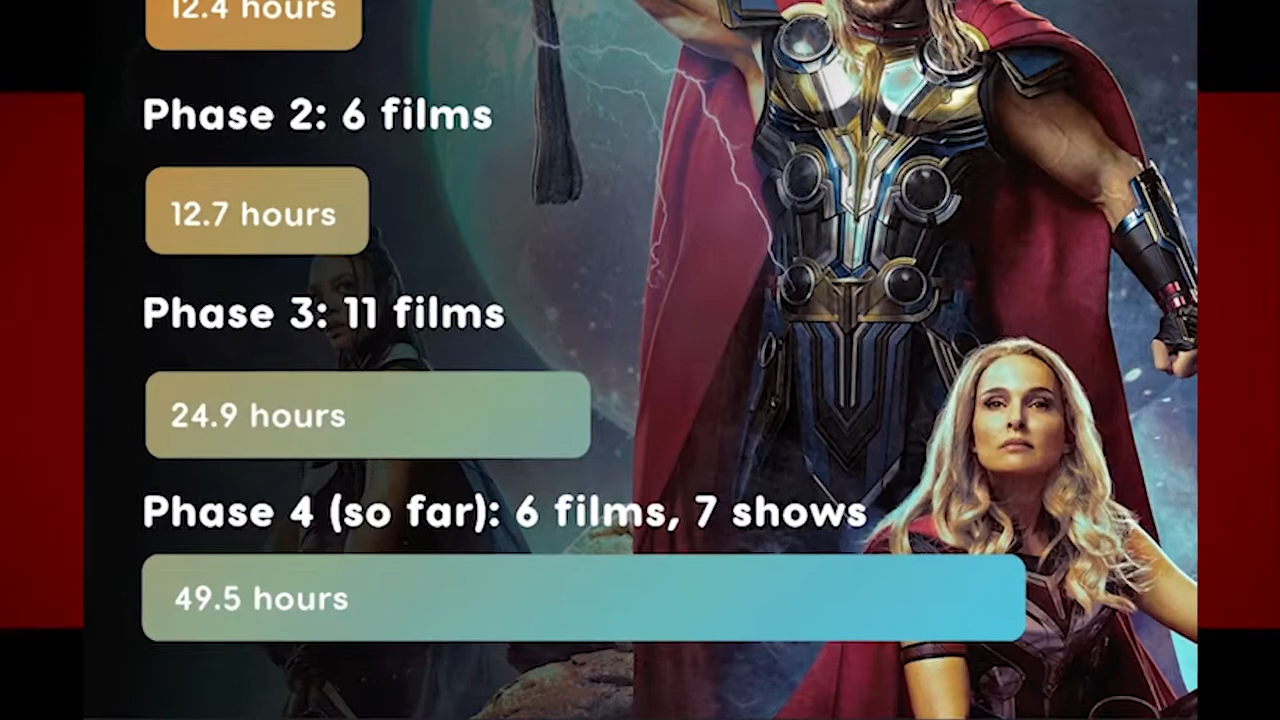 12.4 hours
Phase 2: 6 films
12.7 hours
Phase 3: 11 films
24.9 hours
Phase 4 (so far): 6 films, 7 shows
49.5 hours